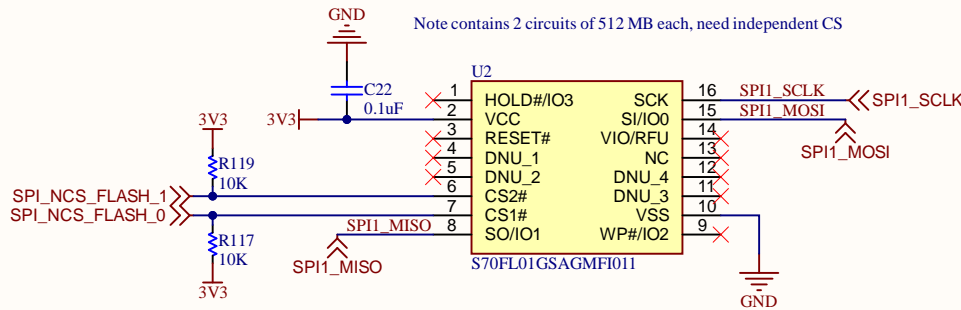 GND
Note contains 2 circuits of 512 MB each, need independent CS
U2
C22
0.1uF
3V3
1 HOLD#/IO3 SCK 16 SPI1_SCLK SPI1_SCLK
2 VCC SI/IO0 15 SPI1_MOSI
3 RESET# VIO/RFU 14
4 DNU_1 NC 13
5 DNU_2 DNU_4 12
6 CS2# DNU_3 11
7 CS1# VSS 10
8 SO/IO1 WP#/IO2 9
SPI1_MOSI
3V3
R119
10K
SPI_NCS_FLASH_1
SPI_NCS_FLASH_0
R117
10K
3V3
SPI1_MISO
SPI1_MISO
S70FL01GSAGMFI011
GND